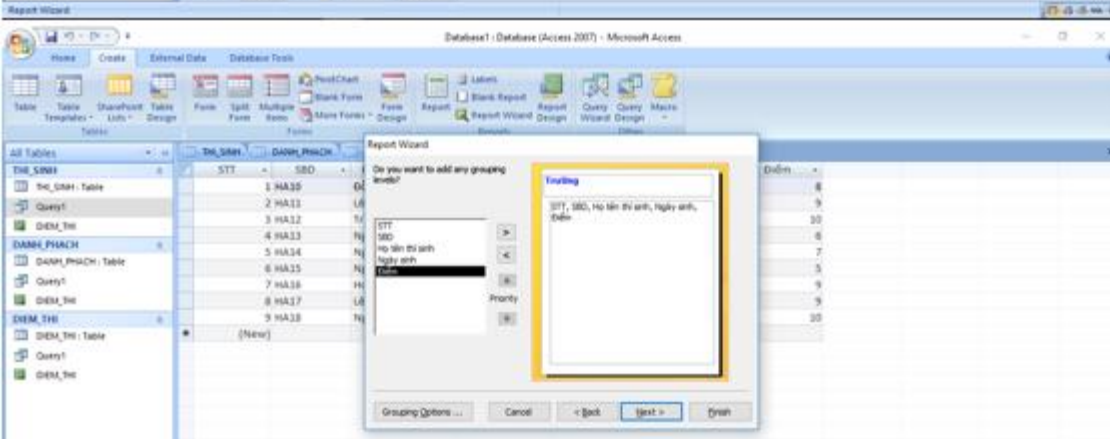 Report Wizard
Database1 : Database (Access 2007) - Microsoft Access
Home Create External Data Database Tools
PivotChart Labels
Blank Form Blank Report
Table Table SharePoint Table Form Split Multiple More Forms Form Report Report Wizard Report Query Query Macro
Templates Lists Design Form Items Design Design Wizard Design
Tables Forms Reports Other
All Tables
THI_SINH DANH_PHACH
THI_SINH
THI_SINH : Table
Query1
DIEM_THI
DANH_PHACH
DANH_PHACH : Table
Query1
DIEM_THI
DIEM_THI
DIEM_THI : Table
Query1
DIEM_THI
STT SBD Điểm
1 HA10 8
2 HA11 9
3 HA12 10
4 HA13 6
5 HA14 7
6 HA15 5
7 HA16 9
8 HA17 9
9 HA18 10
(New)
Report Wizard
Do you want to add any grouping
levels?
STT
SBD
Họ tên thí sinh
Ngày sinh
Điểm
Priority
Trường
STT, SBD, Họ tên thí sinh, Ngày sinh,
Điểm
Grouping Options ... Cancel < Back Next > Finish